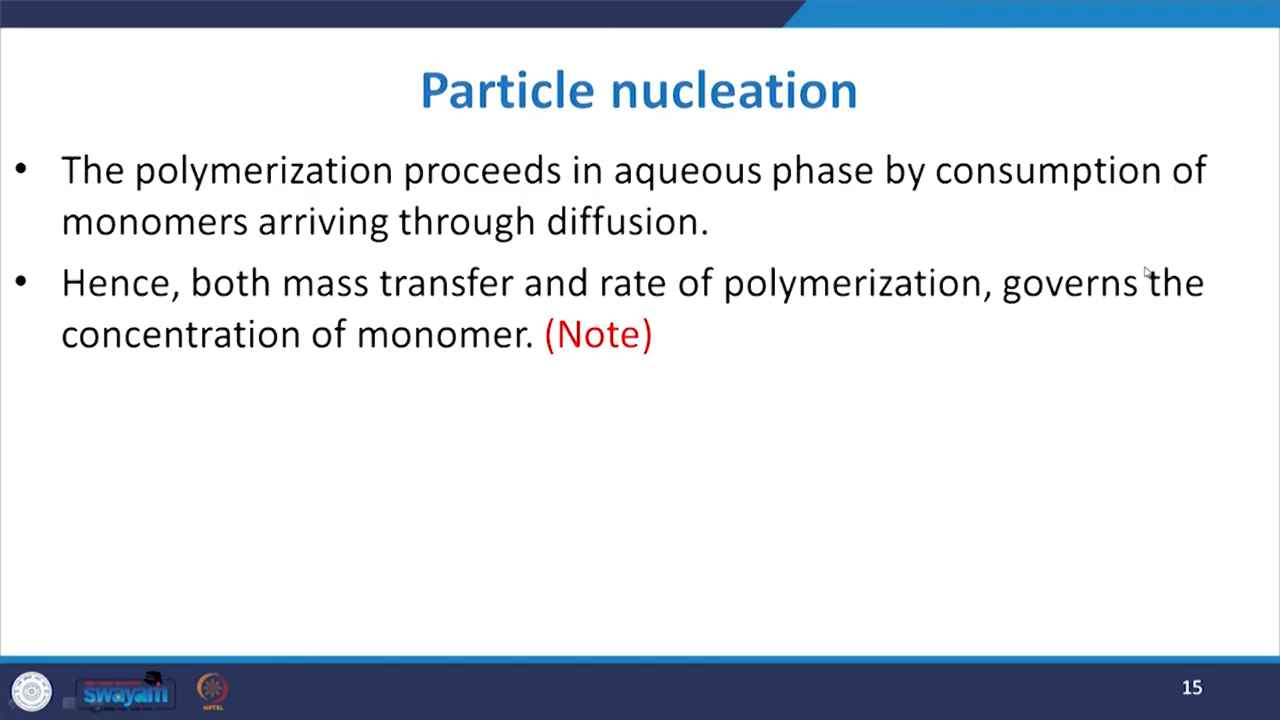 Particle nucleation
• The polymerization proceeds in aqueous phase by consumption of
monomers arriving through diffusion.
• Hence, both mass transfer and rate of polymerization, governs the
concentration of monomer. (Note)
swayam
NPTEL
15